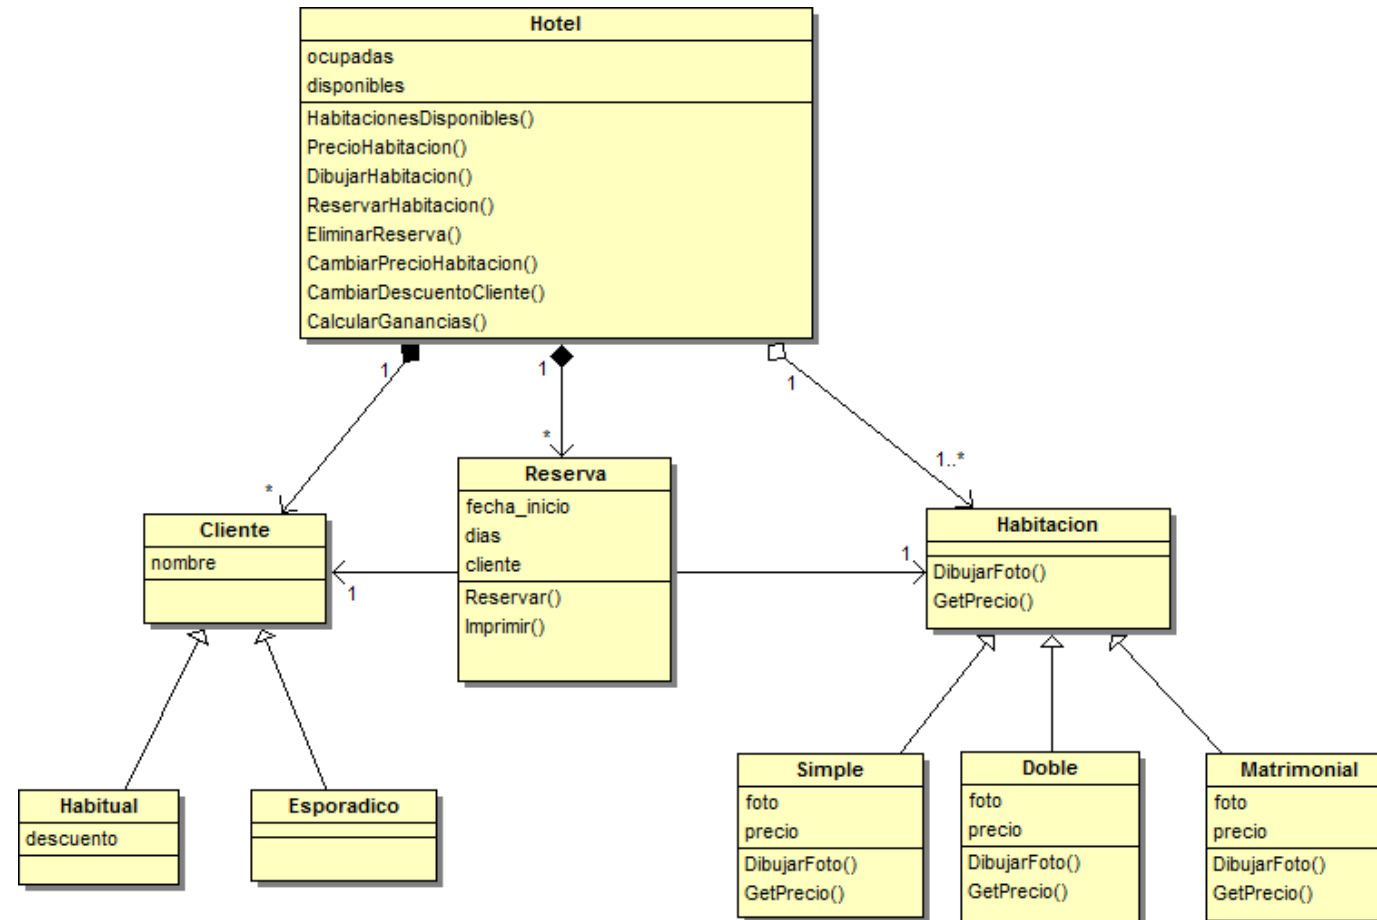 Hotel
ocupadas
disponibles
HabitacionesDisponibles()
PrecioHabitacion()
DibujarHabitacion()
ReservarHabitacion()
EliminarReserva()
CambiarPrecioHabitacion()
CambiarDescuentoCliente()
CalcularGanancias()
1
1
1
*
*
1..*
Cliente
nombre
Reserva
fecha_inicio
dias
cliente
Reservar()
Imprimir()
1
1
Habitacion
DibujarFoto()
GetPrecio()
Habitual
descuento
Esporadico
Simple
foto
precio
DibujarFoto()
GetPrecio()
Doble
foto
precio
DibujarFoto()
GetPrecio()
Matrimonial
foto
precio
DibujarFoto()
GetPrecio()